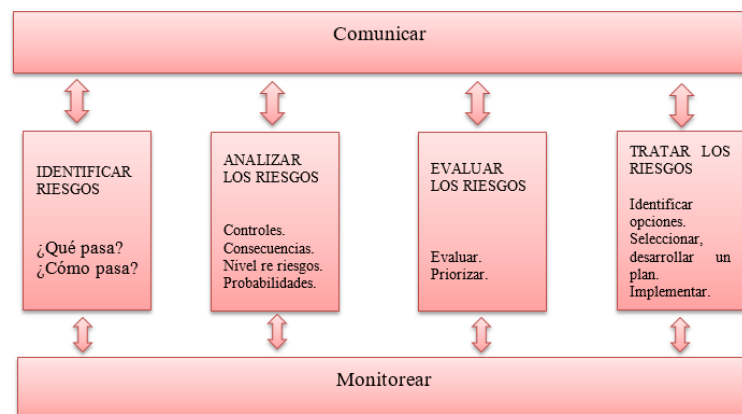 Comunicar
IDENTIFICAR
RIESGOS
¿Qué pasa?
¿Cómo pasa?
ANALIZAR
LOS RIESGOS
Controles.
Consecuencias.
Nivel re riesgos.
Probabilidades.
EVALUAR
LOS RIESGOS
Evaluar.
Priorizar.
TRATAR LOS
RIESGOS
Identificar
opciones.
Seleccionar,
desarrollar un
plan.
Implementar.
Monitorear